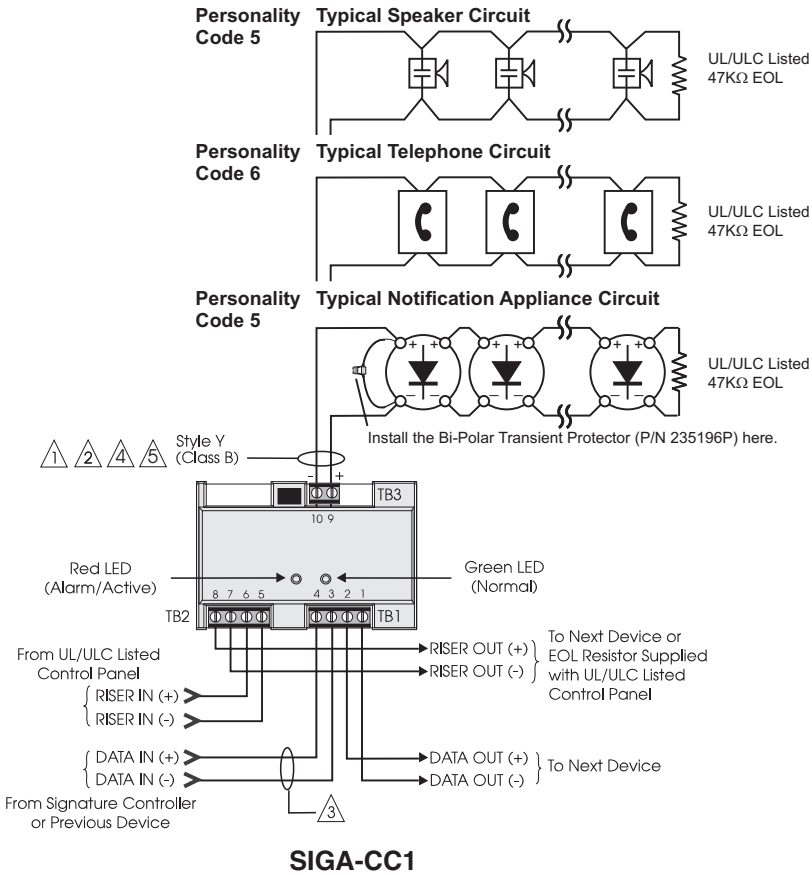 Personality Typical Speaker Circuit
Code 5
UL/ULC Listed
47KΩ EOL
Personality Typical Telephone Circuit
Code 6
UL/ULC Listed
47KΩ EOL
Personality Typical Notification Appliance Circuit
Code 5
+ + + + + +
UL/ULC Listed
47KΩ EOL
- - - - - -
Install the Bi-Polar Transient Protector (P/N 235196P) here.
1 2 4 5
Style Y
(Class B)
- +
TB3
10 9
Red LED
(Alarm/Active)
Green LED
(Normal)
8 7 6 5 4 3 2 1
TB2 TB1
From UL/ULC Listed
Control Panel
RISER IN (+)
RISER IN (-)
RISER OUT (+)
RISER OUT (-)
To Next Device or
EOL Resistor Supplied
with UL/ULC Listed
Control Panel
DATA IN (+)
DATA IN (-)
DATA OUT (+)
DATA OUT (-)
To Next Device
From Signature Controller
or Previous Device
3
SIGA-CC1